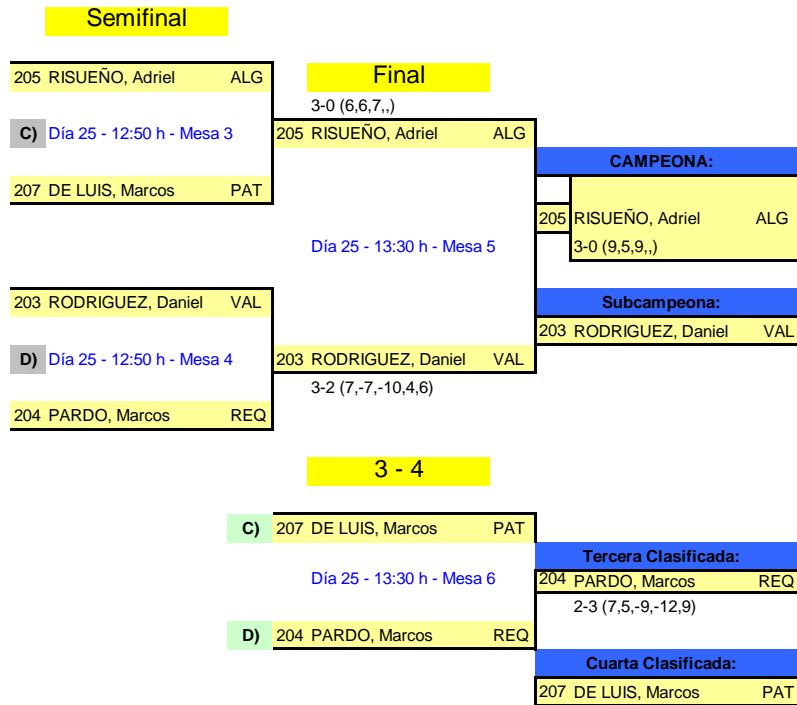 Semifinal
205 RISUEÑO, Adriel ALG
Final
3-0 (6,6,7,,)
C) Día 25 - 12:50 h - Mesa 3
205 RISUEÑO, Adriel ALG
CAMPEONA:
207 DE LUIS, Marcos PAT
205 RISUEÑO, Adriel ALG
Día 25 - 13:30 h - Mesa 5
3-0 (9,5,9,,)
203 RODRIGUEZ, Daniel VAL
Subcampeona:
203 RODRIGUEZ, Daniel VAL
D) Día 25 - 12:50 h - Mesa 4
203 RODRIGUEZ, Daniel VAL
3-2 (7,-7,-10,4,6)
204 PARDO, Marcos REQ
3 - 4
C) 207 DE LUIS, Marcos PAT
Tercera Clasificada:
Día 25 - 13:30 h - Mesa 6
204 PARDO, Marcos REQ
2-3 (7,5,-9,-12,9)
D) 204 PARDO, Marcos REQ
Cuarta Clasificada:
207 DE LUIS, Marcos PAT